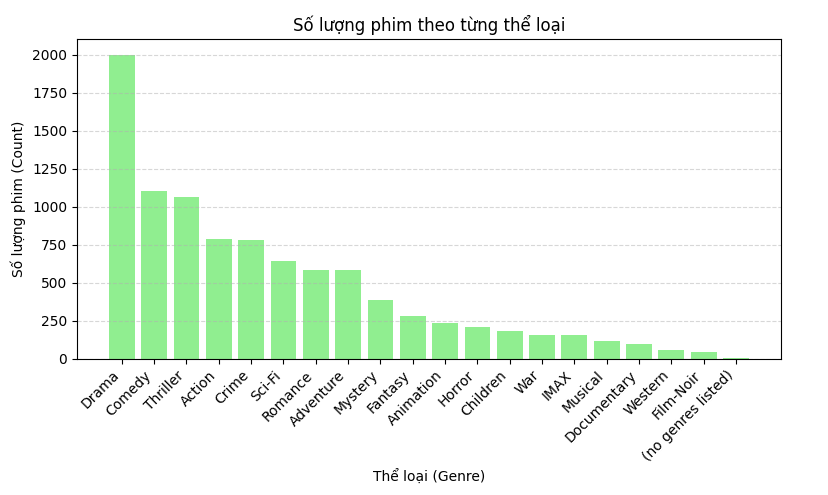 Số lượng phim theo từng thể loại
Số lượng phim (Count)
2000
1750
1500
1250
1000
750
500
250
0
Drama
Comedy
Thriller
Action
Crime
Sci-Fi
Romance
Adventure
Mystery
Fantasy
Animation
Horror
Children
War
IMAX
Musical
Documentary
Western
Film-Noir
(no genres listed)
Thể loại (Genre)